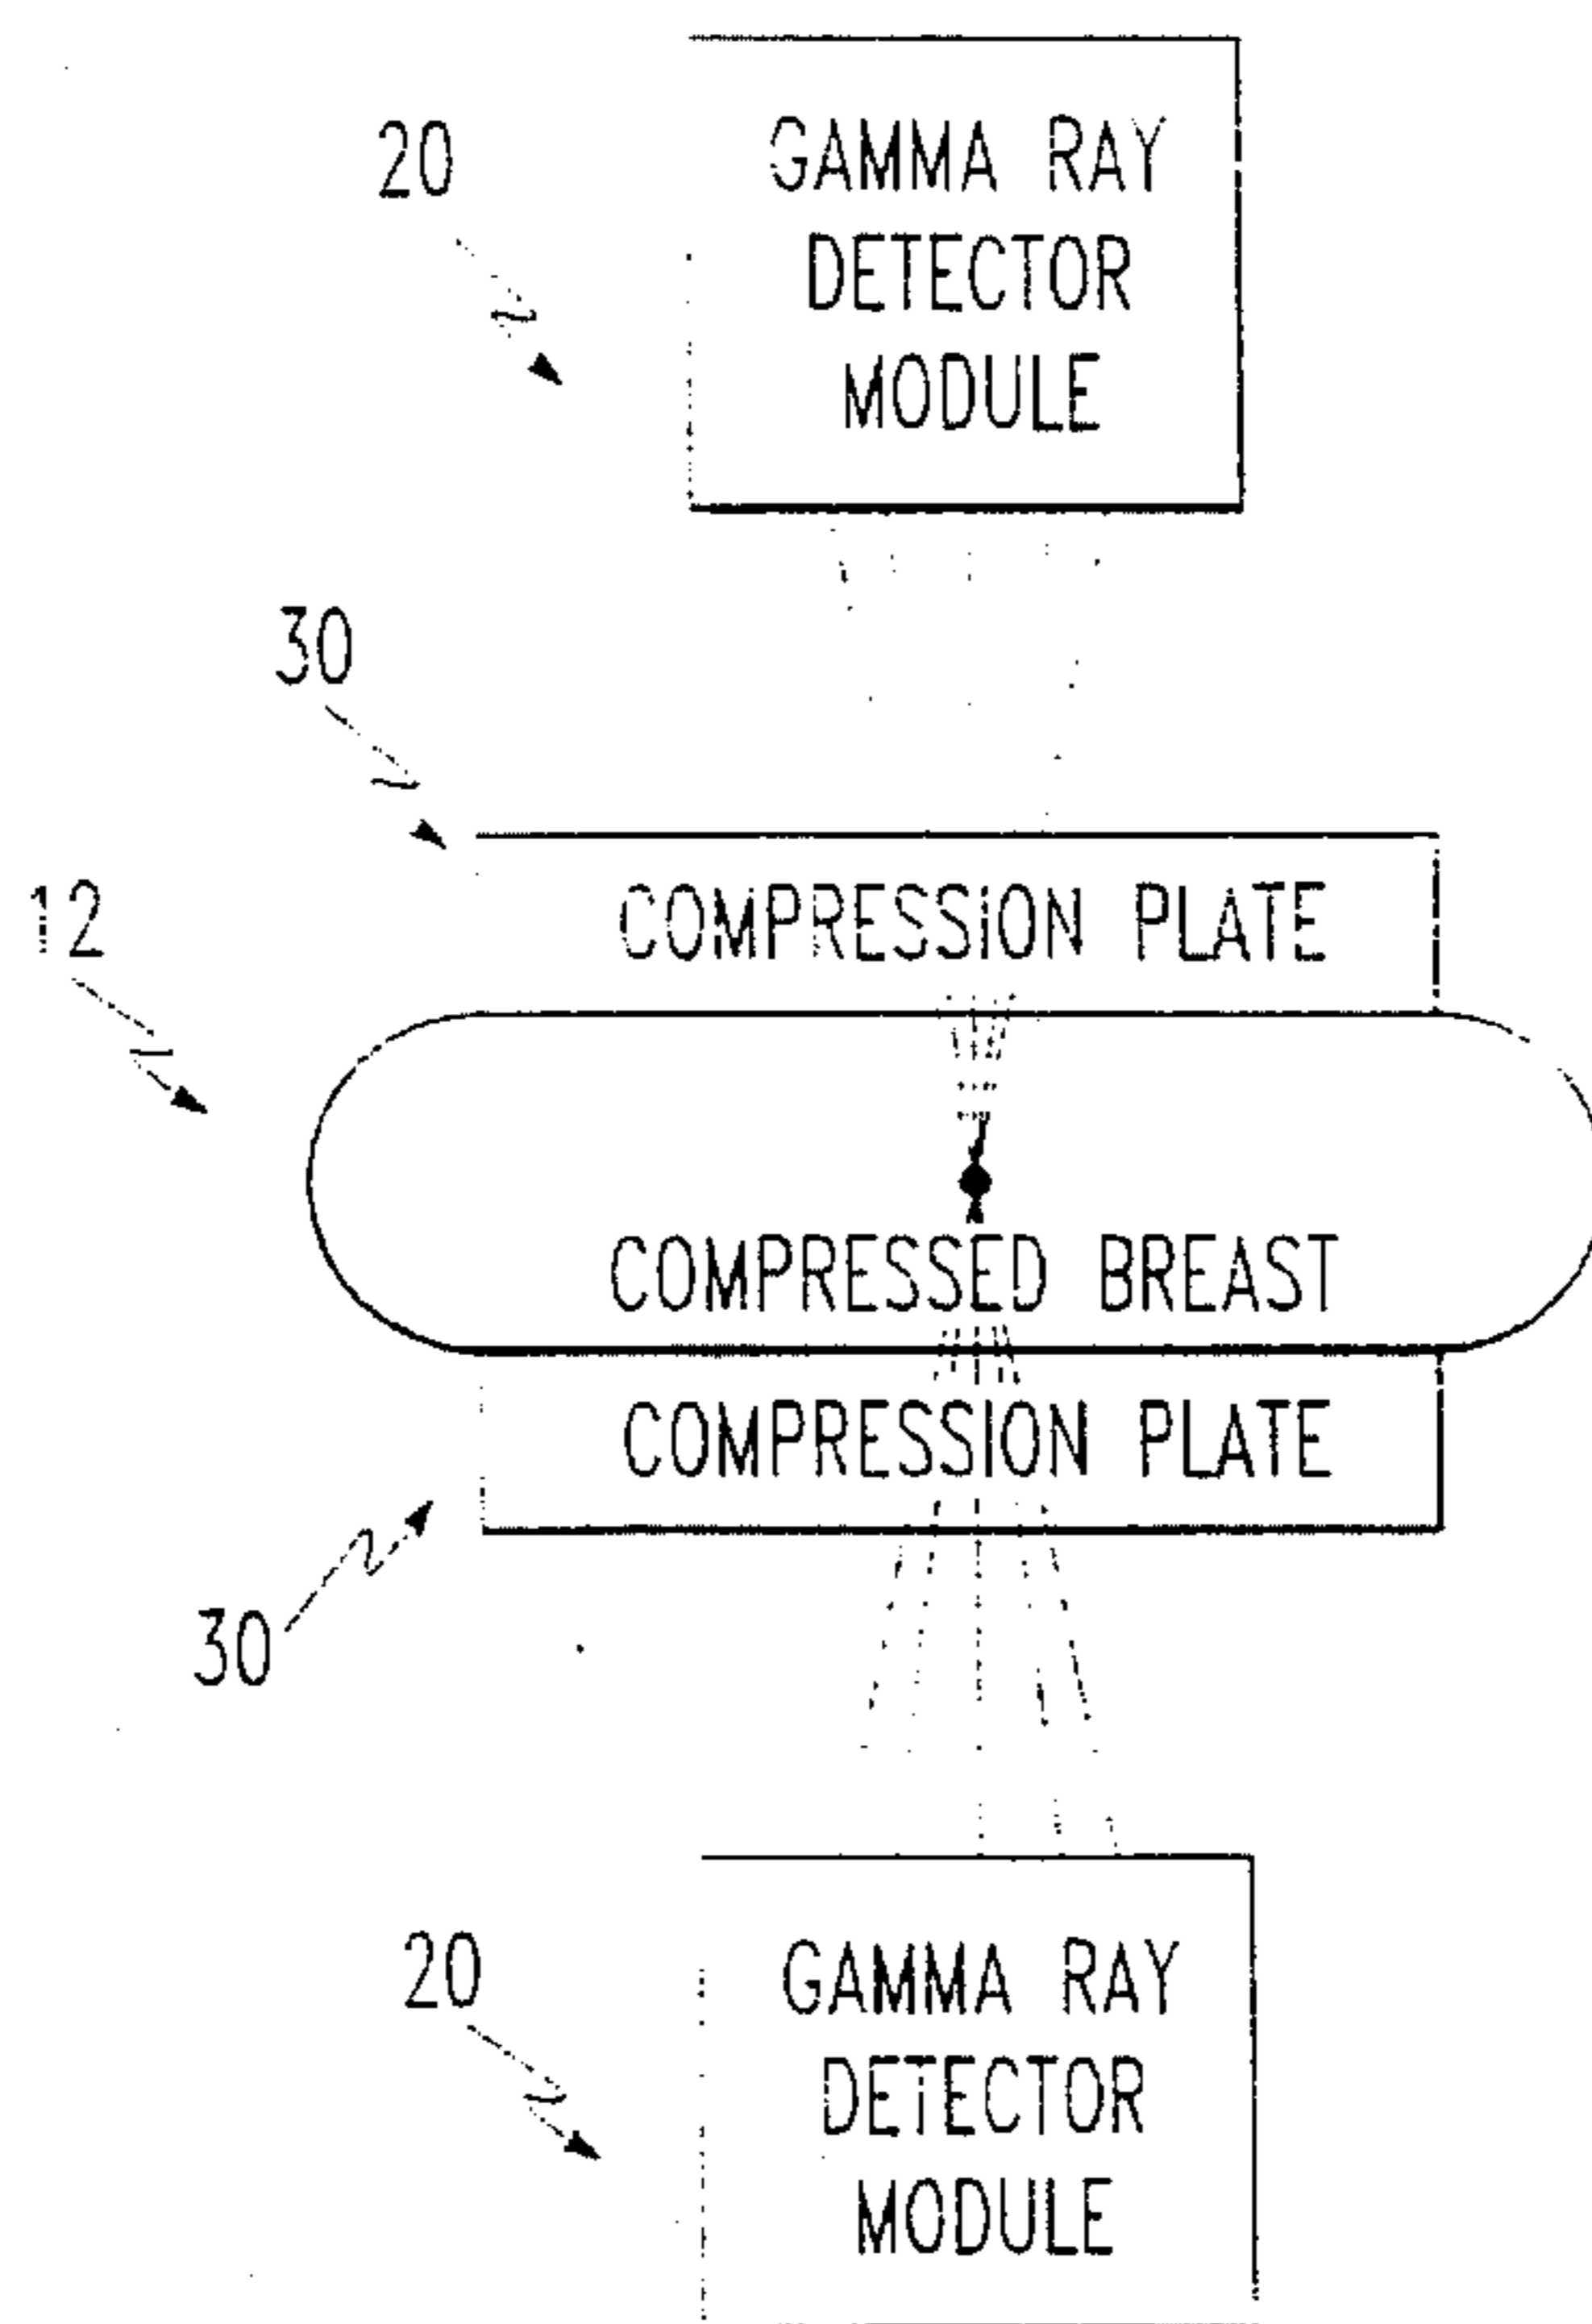 20
GAMMA RAY
DETECTOR
MODULE
30
COMPRESSION PLATE
12
COMPRESSED BREAST
COMPRESSION PLATE
30
20
GAMMA RAY
DETECTOR
MODULE